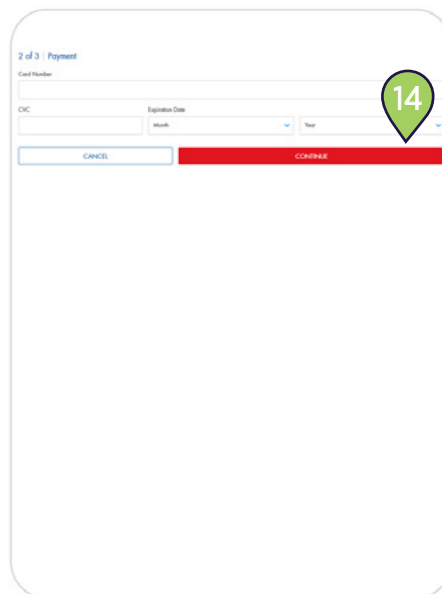 2 of 3 | Payment
Card Number
14
CVC
Expiration Date
Month
Year
CANCEL
CONTINUE